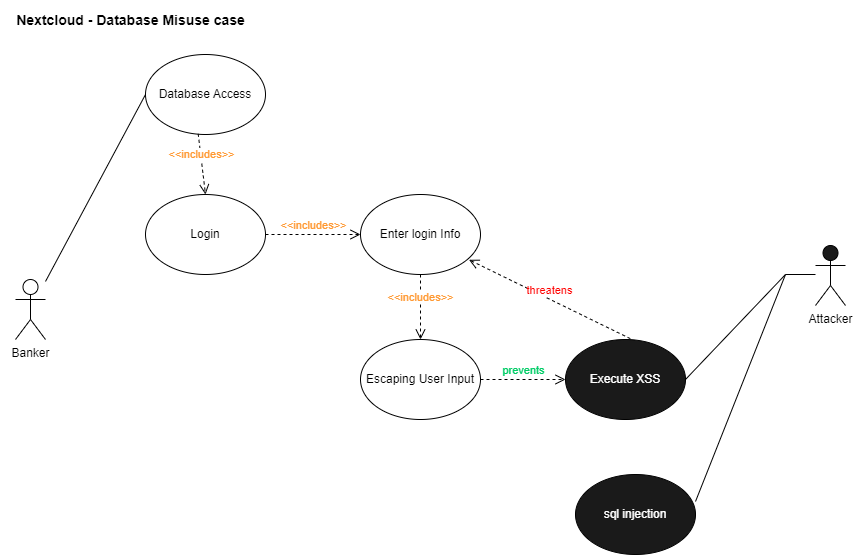 Nextcloud - Database Misuse case
Database Access
<<includes>>
Login
<<includes>>
Enter login Info
<<includes>>
threatens
Attacker
Banker
Escaping User Input
prevents
Execute XSS
sql injection